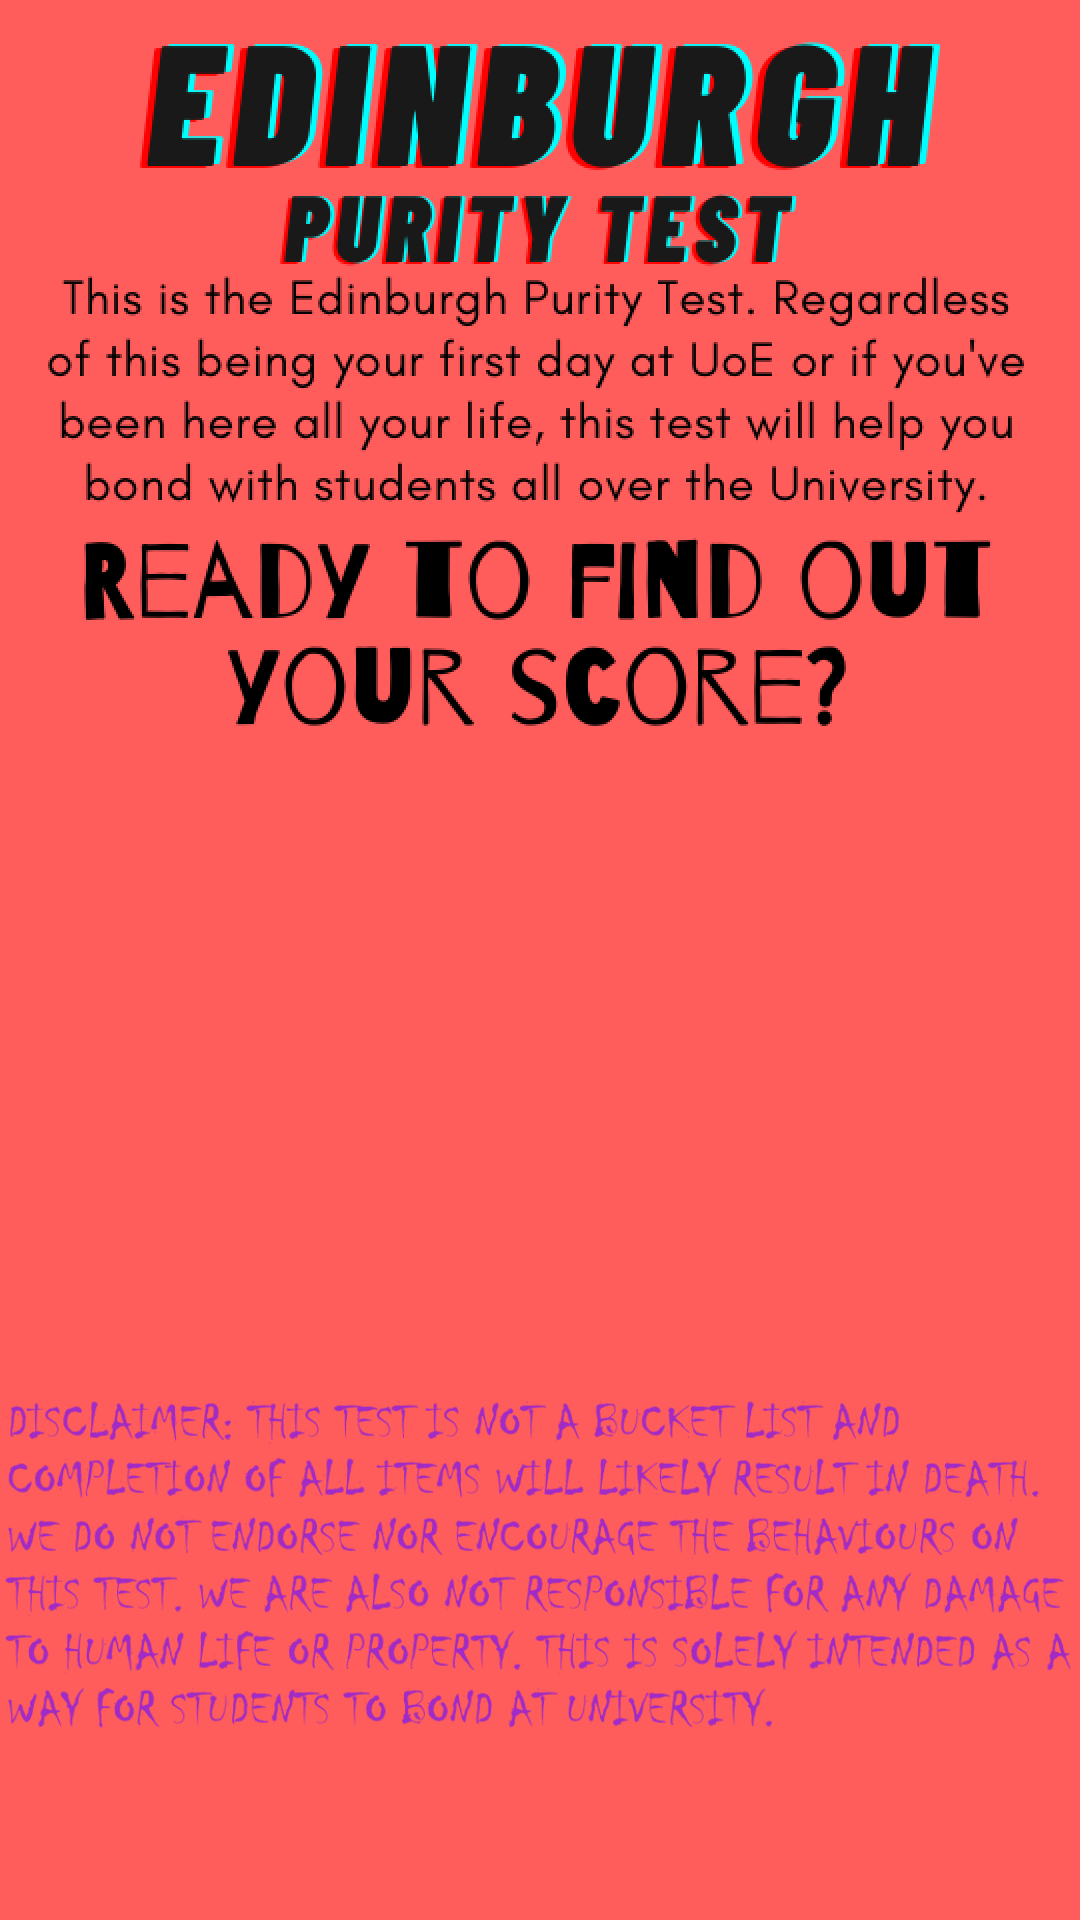 EDINBURGH
PURITY TEST
This is the Edinburgh Purity Test. Regardless
of this being your first day at UoE or if you've
been here all your life, this test will help you
bond with students all over the University.
READY TO FIND OUT
YOUR SCORE?
DISCLAIMER: THIS TEST IS NOT A BUCKET LIST AND
COMPLETION OF ALL ITEMS WILL LIKELY RESULT IN DEATH.
WE DO NOT ENDORSE NOR ENCOURAGE THE BEHAVIOURS ON
THIS TEST. WE ARE ALSO NOT RESPONSIBLE FOR ANY DAMAGE
TO HUMAN LIFE OR PROPERTY. THIS IS SOLELY INTENDED AS A
WAY FOR STUDENTS TO BOND AT UNIVERSITY.